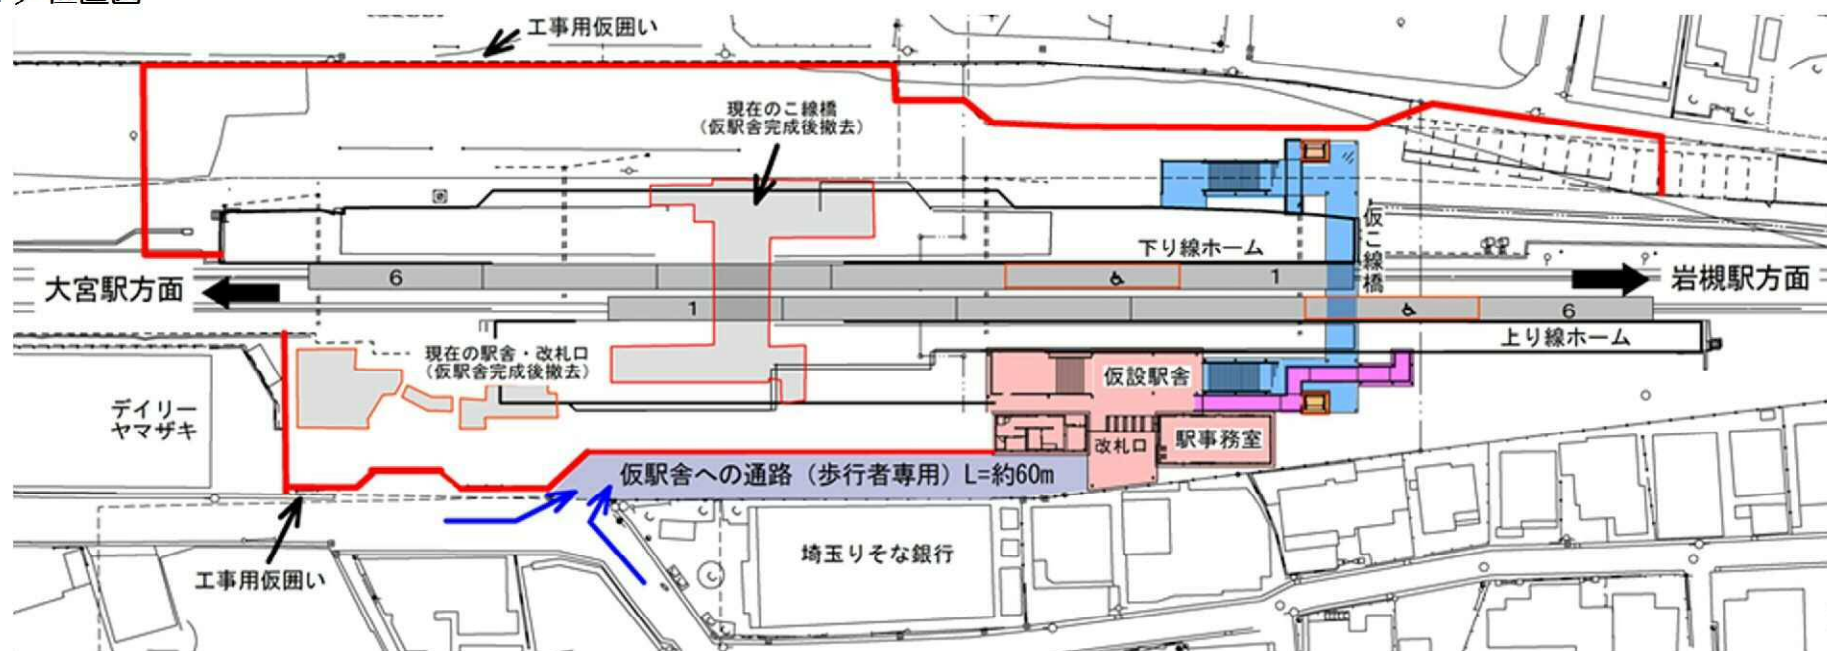 工事用仮囲い
現在のこ線橋
(仮駅舎完成後撤去)
仮こ線橋
下り線ホーム
大宮駅方面
6
1
岩槻駅方面
1
6
上り線ホーム
現在の駅舎・改札口
(仮駅舎完成後撤去)
仮設駅舎
デイリー
ヤマザキ
改札口
駅事務室
仮駅舎への通路(歩行者専用)L=約60m
埼玉りそな銀行
工事用仮囲い